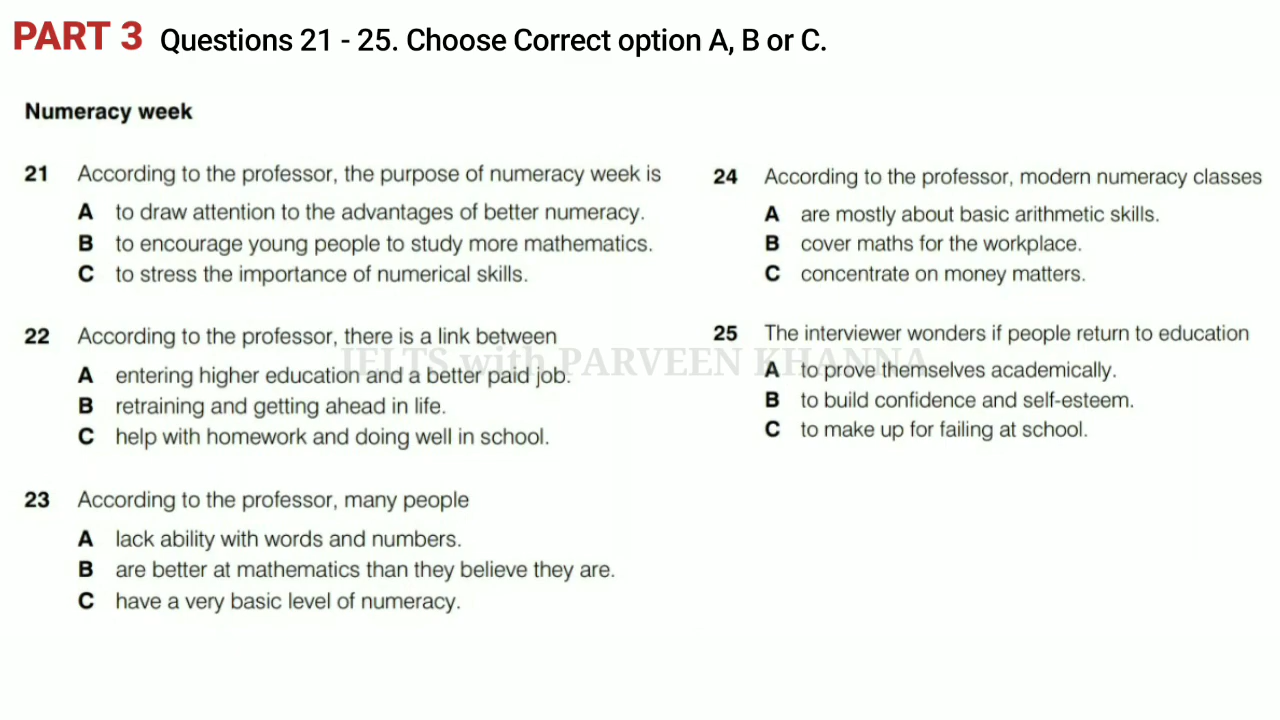 PART 3 Questions 21 - 25. Choose Correct option A, B or C.
Numeracy week
21 According to the professor, the purpose of numeracy week is
A to draw attention to the advantages of better numeracy.
B to encourage young people to study more mathematics.
C to stress the importance of numerical skills.
22 According to the professor, there is a link between
A entering higher education and a better paid job.
B retraining and getting ahead in life.
C help with homework and doing well in school.
23 According to the professor, many people
A lack ability with words and numbers.
B are better at mathematics than they believe they are.
C have a very basic level of numeracy.
24 According to the professor, modern numeracy classes
A are mostly about basic arithmetic skills.
B cover maths for the workplace.
C concentrate on money matters.
25 The interviewer wonders if people return to education
A to prove themselves academically.
B to build confidence and self-esteem.
C to make up for failing at school.
IELTS with PARVEEN KHANNA